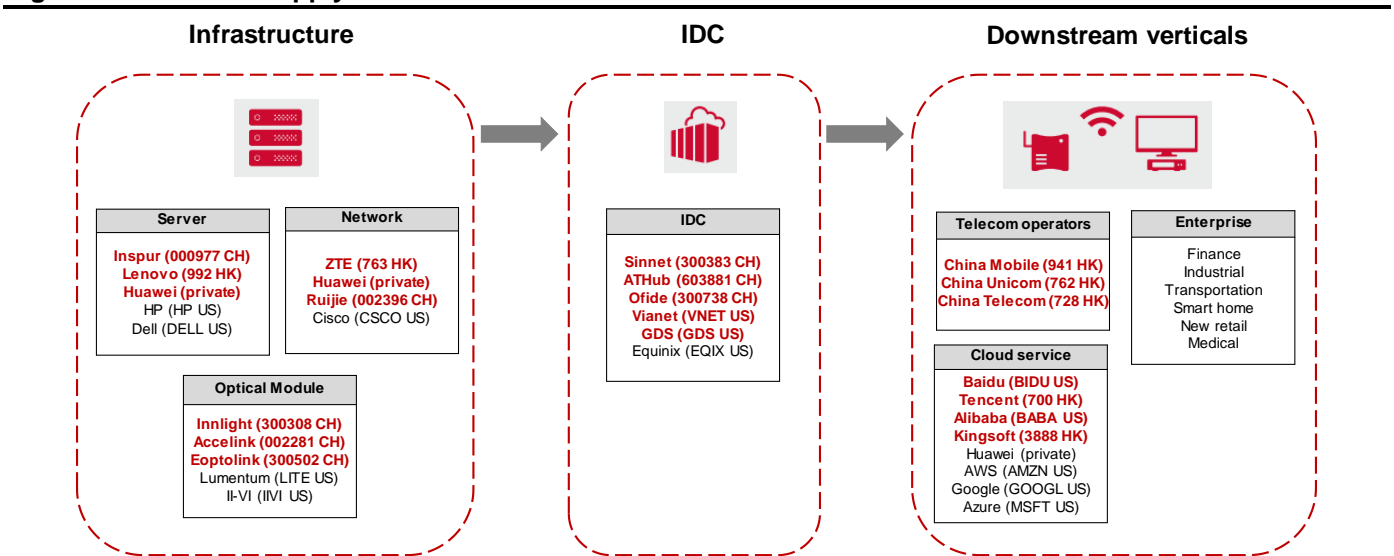 Infrastructure
IDC
Downstream verticals
Server
Inspur (000977 CH)
Lenovo (992 HK)
Huawei (private)
HP (HP US)
Dell (DELL US)
Network
ZTE (763 HK)
Huawei (private)
Ruijie (002396 CH)
Cisco (CSCO US)
Optical Module
Innlight (300308 CH)
Accelink (002281 CH)
Eoptolink (300502 CH)
Lumentum (LITE US)
II-VI (IIVI US)
IDC
Sinnet (300383 CH)
ATHub (603881 CH)
Ofide (300738 CH)
Vianet (VNET US)
GDS (GDS US)
Equinix (EQIX US)
Telecom operators
China Mobile (941 HK)
China Unicom (762 HK)
China Telecom (728 HK)
Enterprise
Finance
Industrial
Transportation
Smart home
New retail
Medical
Cloud service
Baidu (BIDU US)
Tencent (700 HK)
Alibaba (BABA US)
Kingsoft (3888 HK)
Huawei (private)
AWS (AMZN US)
Google (GOOGL US)
Azure (MSFT US)